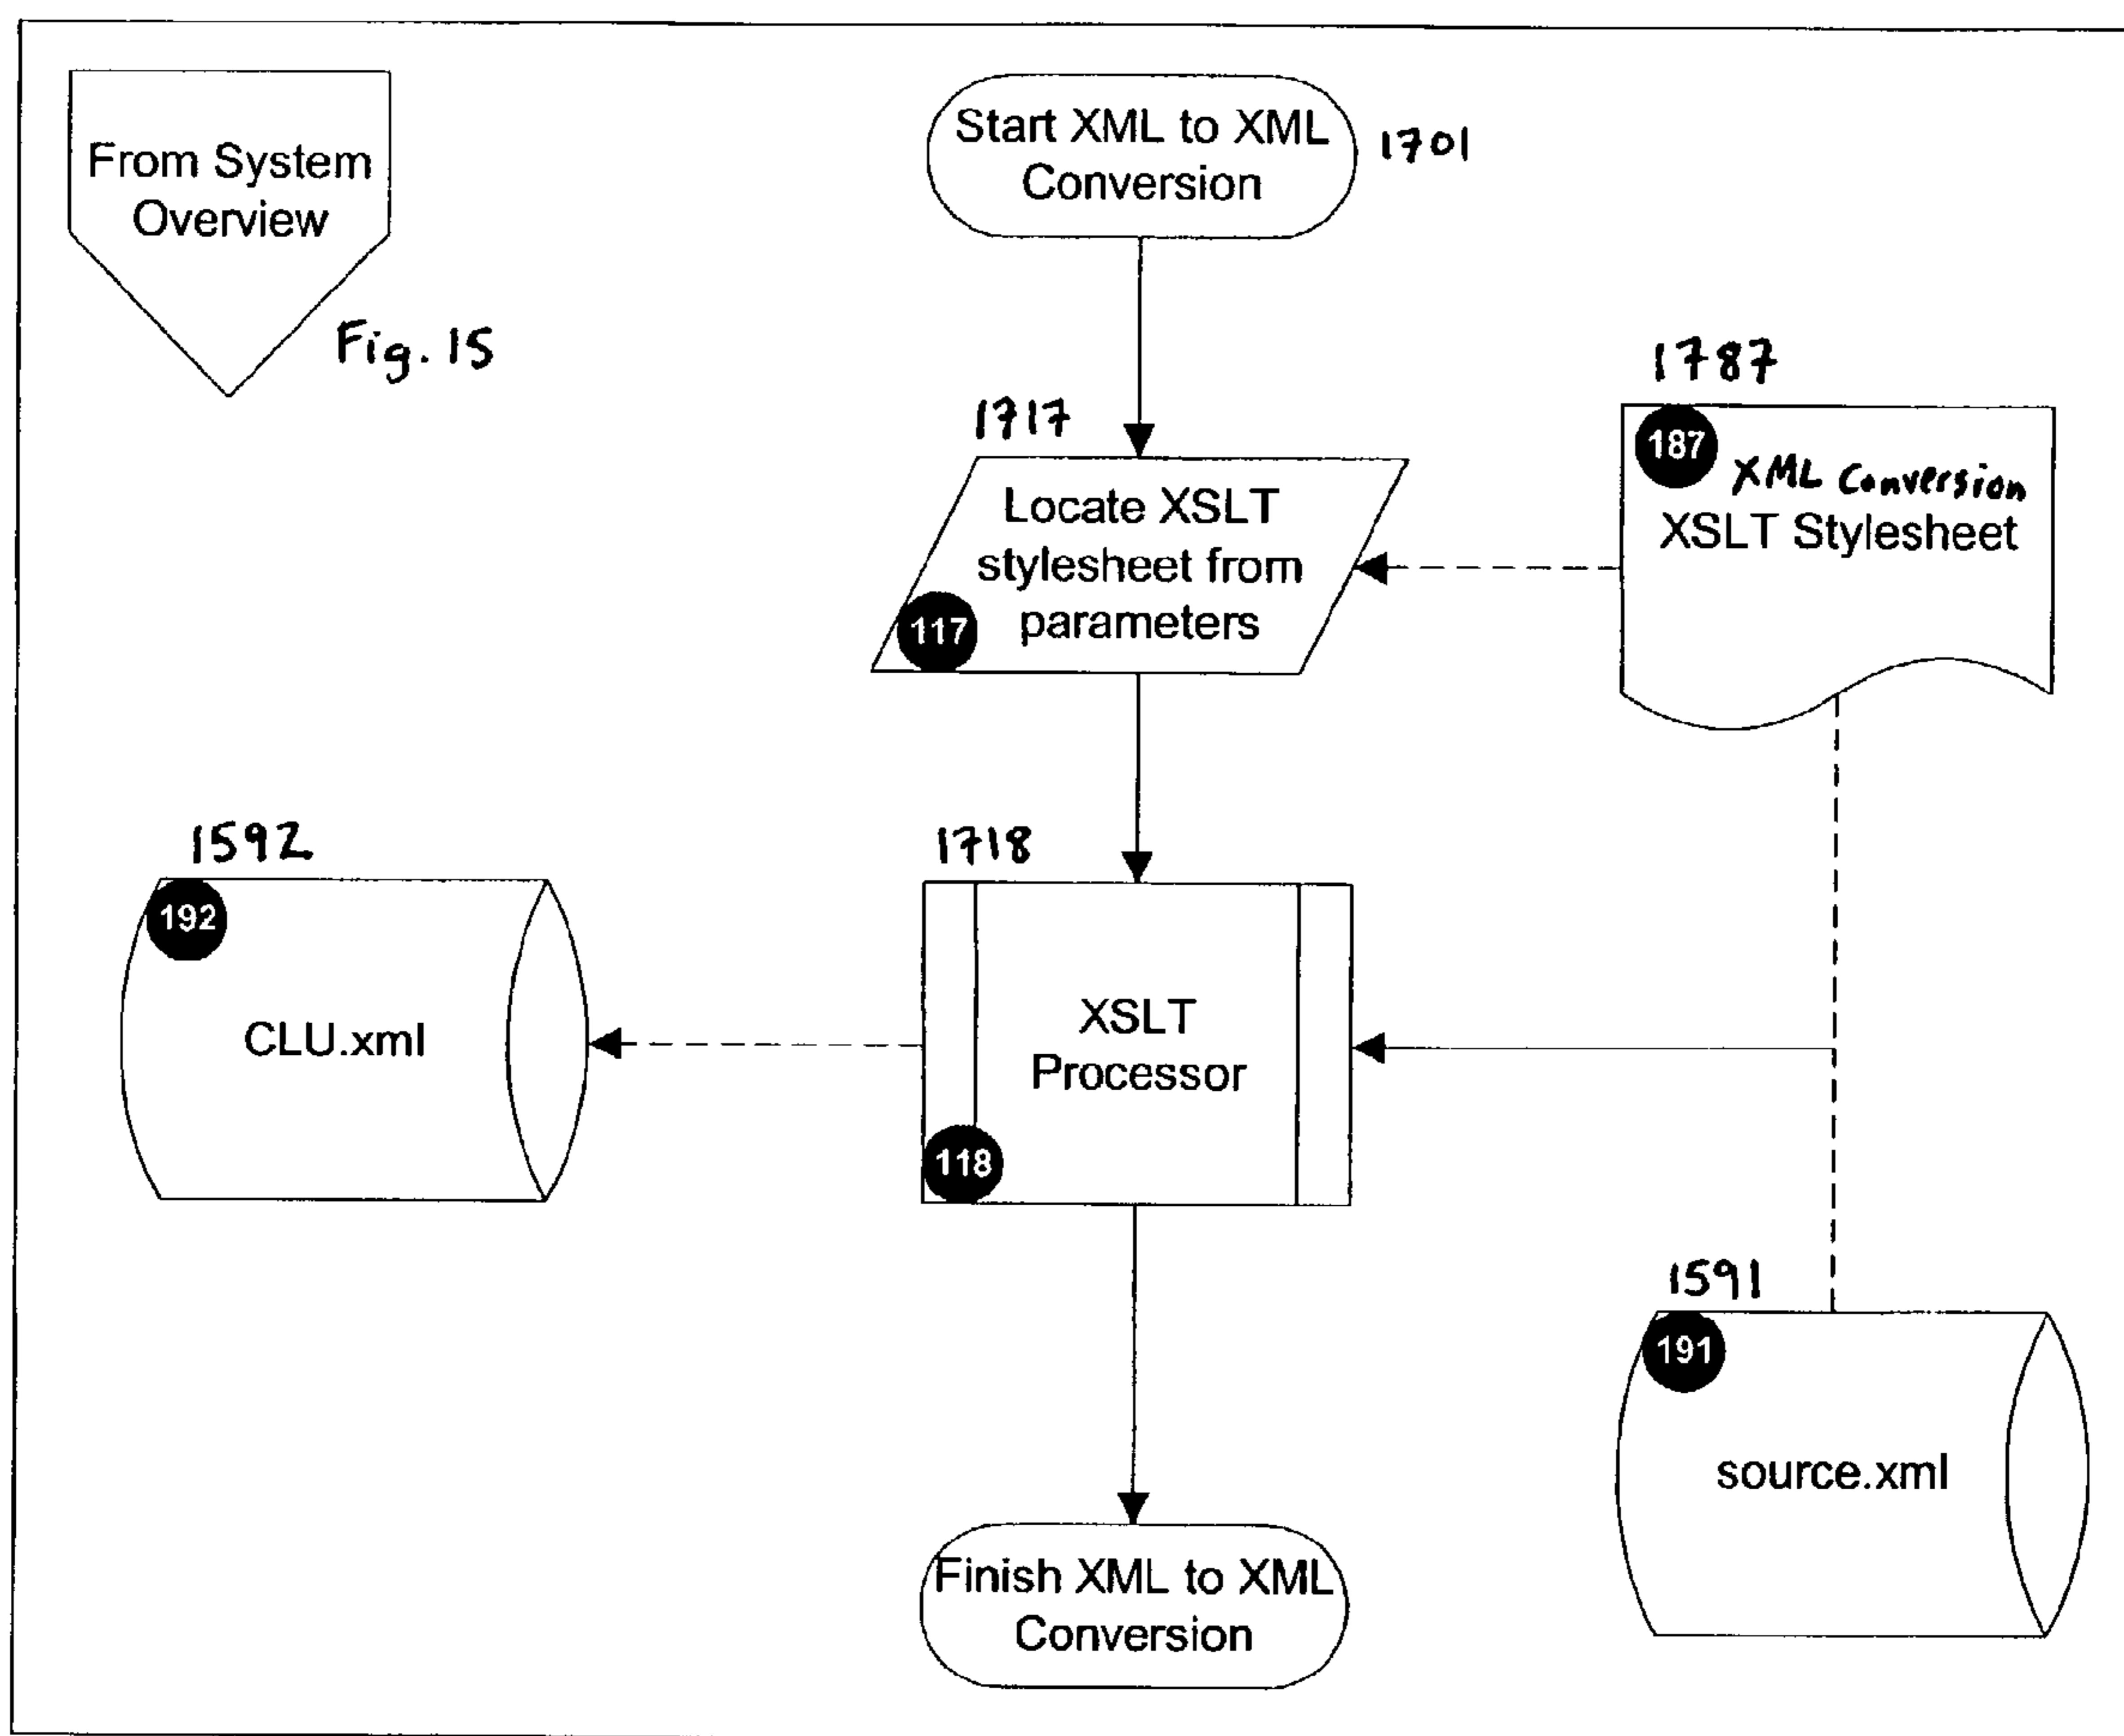 From System
Overview
Fig. 15
Start XML to XML
Conversion
1701
1717
Locate XSLT
stylesheet from
parameters
117
1787
187
XML Conversion
XSLT Stylesheet
1592
192
CLU.xml
1718
XSLT
Processor
118
1591
191
source.xml
Finish XML to XML
Conversion